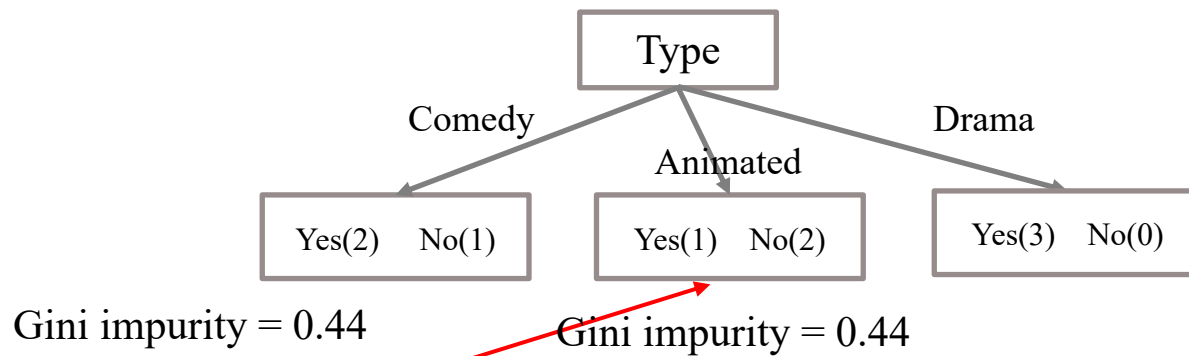 Type
Comedy
Animated
Drama
Yes(2) No(1)
Yes(1) No(2)
Yes(3) No(0)
Gini impurity = 0.44
Gini impurity = 0.44